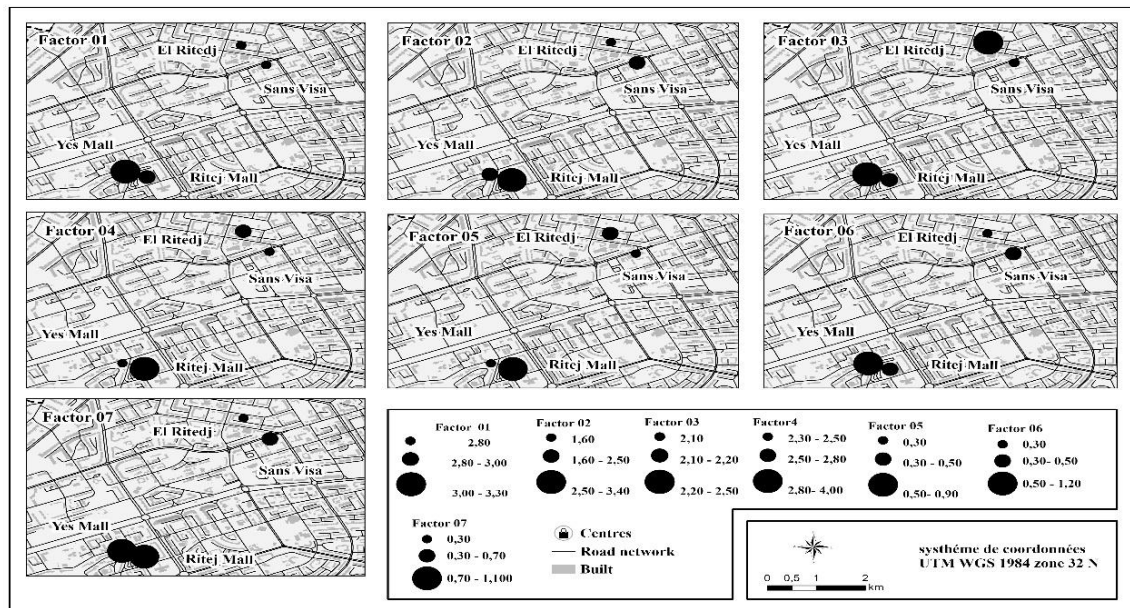 Factor 01
El Ritedj
Sans Visa
Yes Mall
Ritej Mall
Factor 02
El Ritedj
Sans Visa
Yes Mall
Ritej Mall
Factor 03
El Ritedj
Sans Visa
Yes Mall
Ritej Mall
Factor 04
El Ritedj
Sans Visa
Yes Mall
Ritej Mall
Factor 05
El Ritedj
Sans Visa
Yes Mall
Ritej Mall
Factor 06
El Ritedj
Sans Visa
Yes Mall
Ritej Mall
Factor 07
El Ritedj
Sans Visa
Yes Mall
Ritej Mall
Factor 01
2,80
2,80 - 3,00
3,00 - 3,30
Factor 02
1,60
1,60 - 2,50
2,50 - 3,40
Factor 03
2,10
2,10 - 2,20
2,20 - 2,50
Factor4
2,30 - 2,50
2,50 - 2,80
2,80- 4,00
Factor 05
0,30
0,30 - 0,50
0,50- 0,90
Factor 06
0,30
0,30- 0,50
0,50 - 1,20
Factor 07
0,30
0,30 - 0,70
0,70 - 1,100
Centres
Road network
Built
systhéme de coordonnées
UTM WGS 1984 zone 32 N
0 0,5 1 2
km